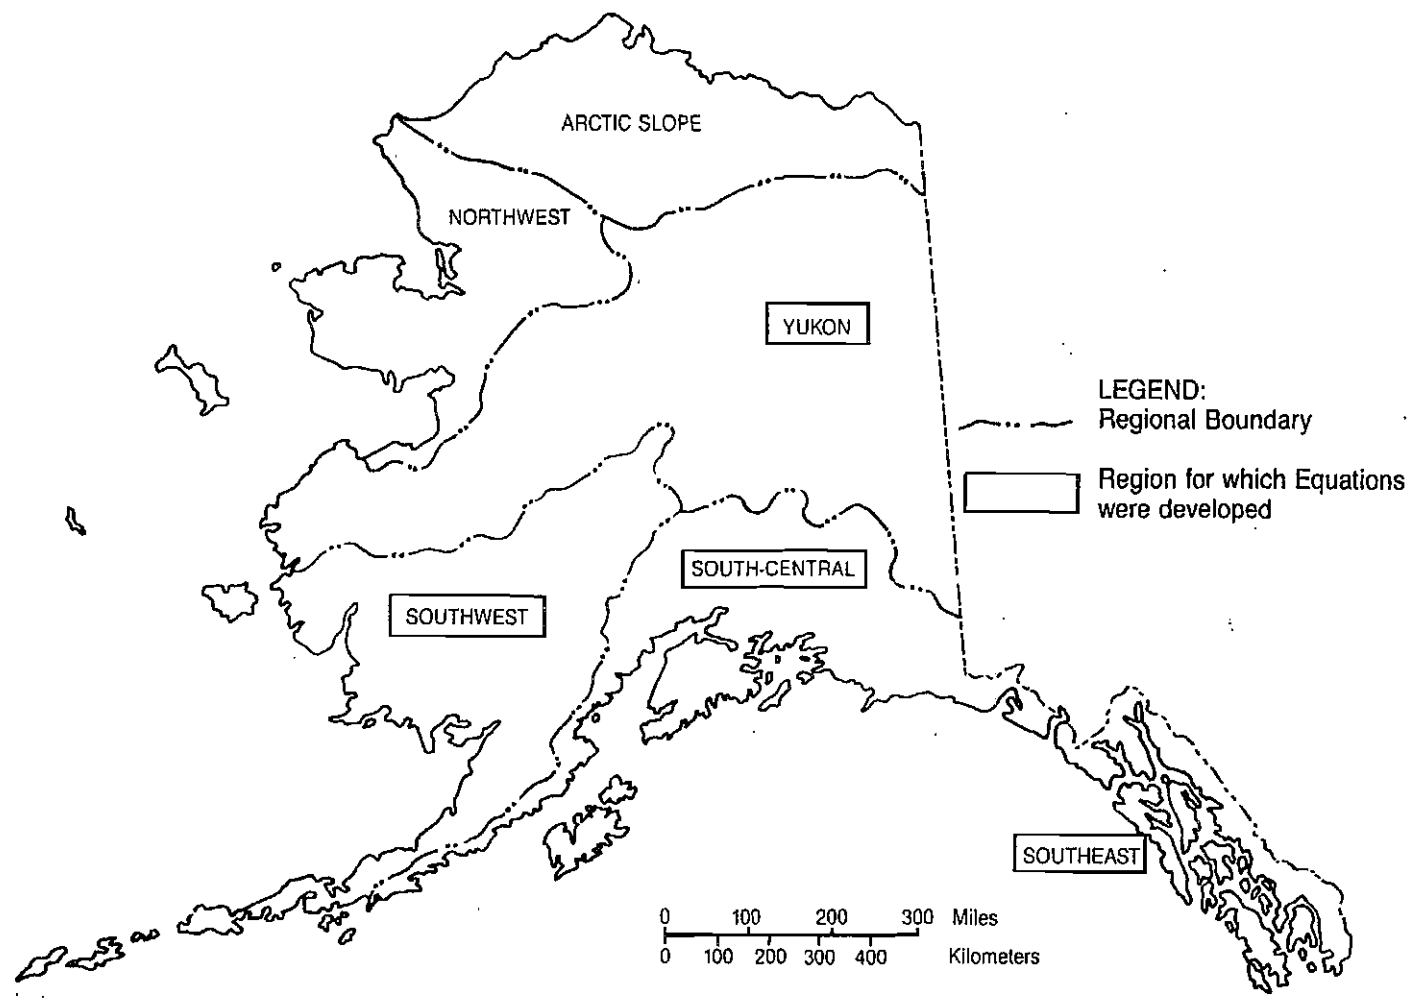 ARCTIC SLOPE
NORTHWEST
YUKON
LEGEND:
Regional Boundary
Region for which Equations
were developed
SOUTH-CENTRAL
SOUTHWEST
SOUTHEAST
0 100 200 300 Miles
0 100 200 300 400 Kilometers